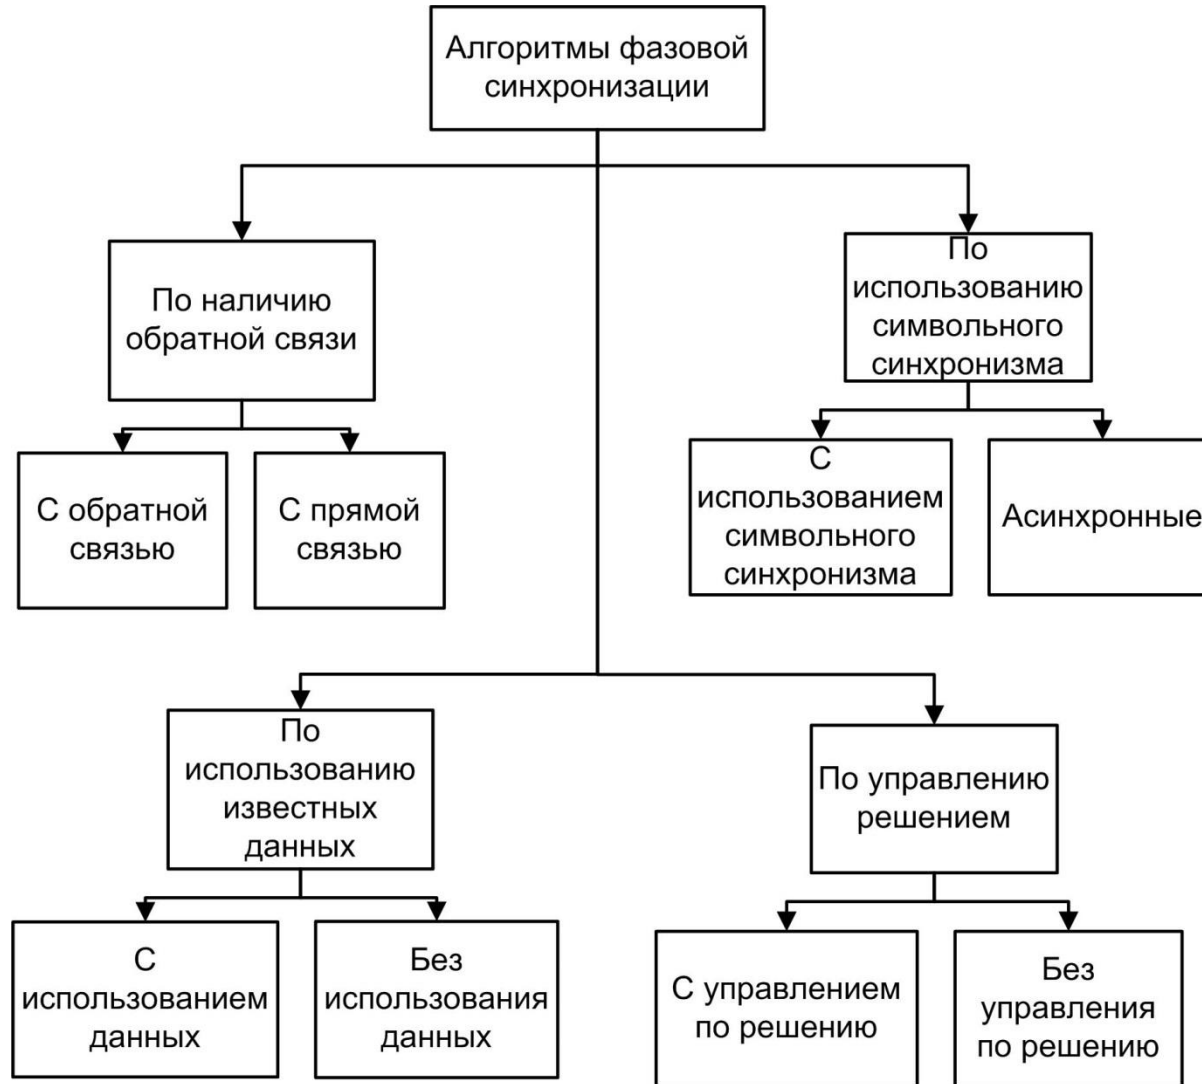 Алгоритмы фазовой
синхронизации
По наличию
обратной связи
По
использованию
символьного
синхронизма
С обратной
связью
С прямой
связью
С
использованием
символьного
синхронизма
Асинхронные
По
использованию
известных
данных
По управлению
решением
С
использованием
данных
Без
использования
данных
С управлением
по решению
Без
управления
по решению